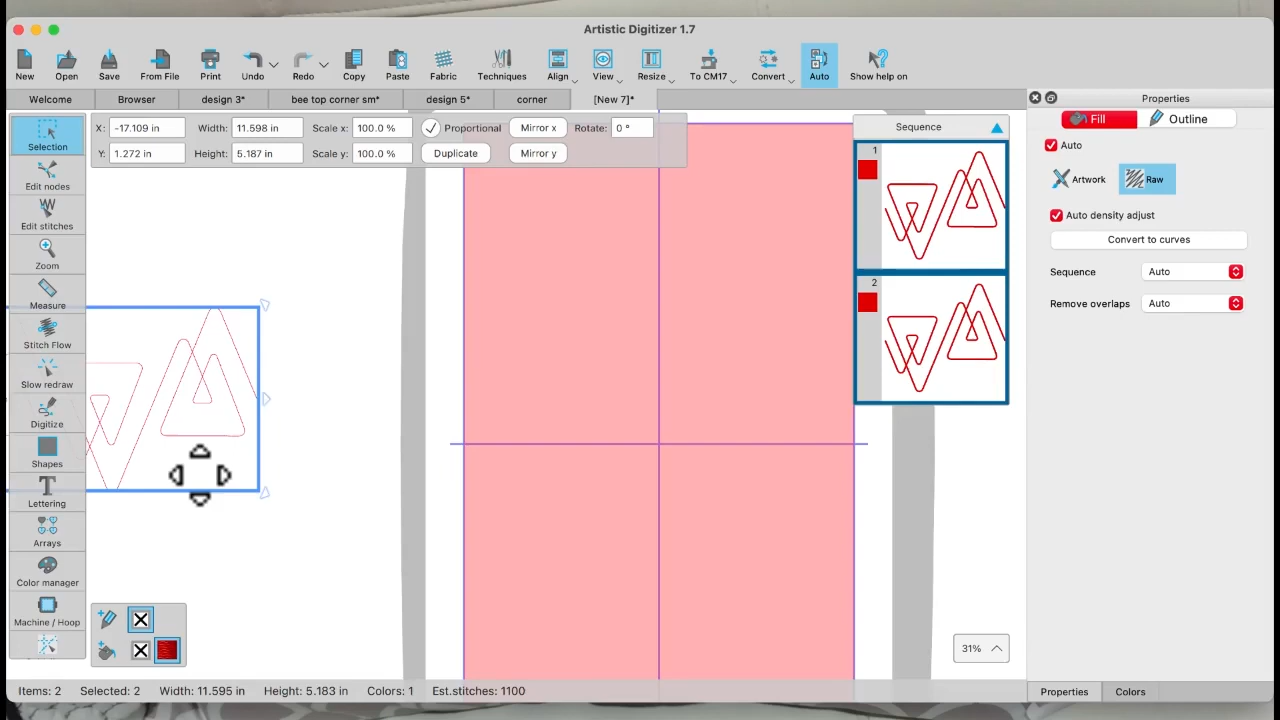 Artistic Digitizer 1.7
New Open Save From File Print Undo Redo Copy Paste Fabric Techniques Align View Resize To CM17 Convert Auto Show help on
Welcome Browser design 3* bee top corner sm* design 5* corner [New 7]*
Properties
X: -17.109 in Width: 11.598 in Scale x: 100.0 % Proportional Mirror x Rotate: 0 °
Y: 1.272 in Height: 5.187 in Scale y: 100.0 % Duplicate Mirror y
Selection
Edit nodes
Edit stitches
Zoom
Measure
Stitch Flow
Slow redraw
Digitize
Shapes
Lettering
Arrays
Color manager
Machine / Hoop
Sequence
1
2
Fill Outline
Auto
Artwork Raw
Auto density adjust
Convert to curves
Sequence Auto
Remove overlaps Auto
31%
Items: 2 Selected: 2 Width: 11.595 in Height: 5.183 in Colors: 1 Est.stitches: 1100
Properties Colors